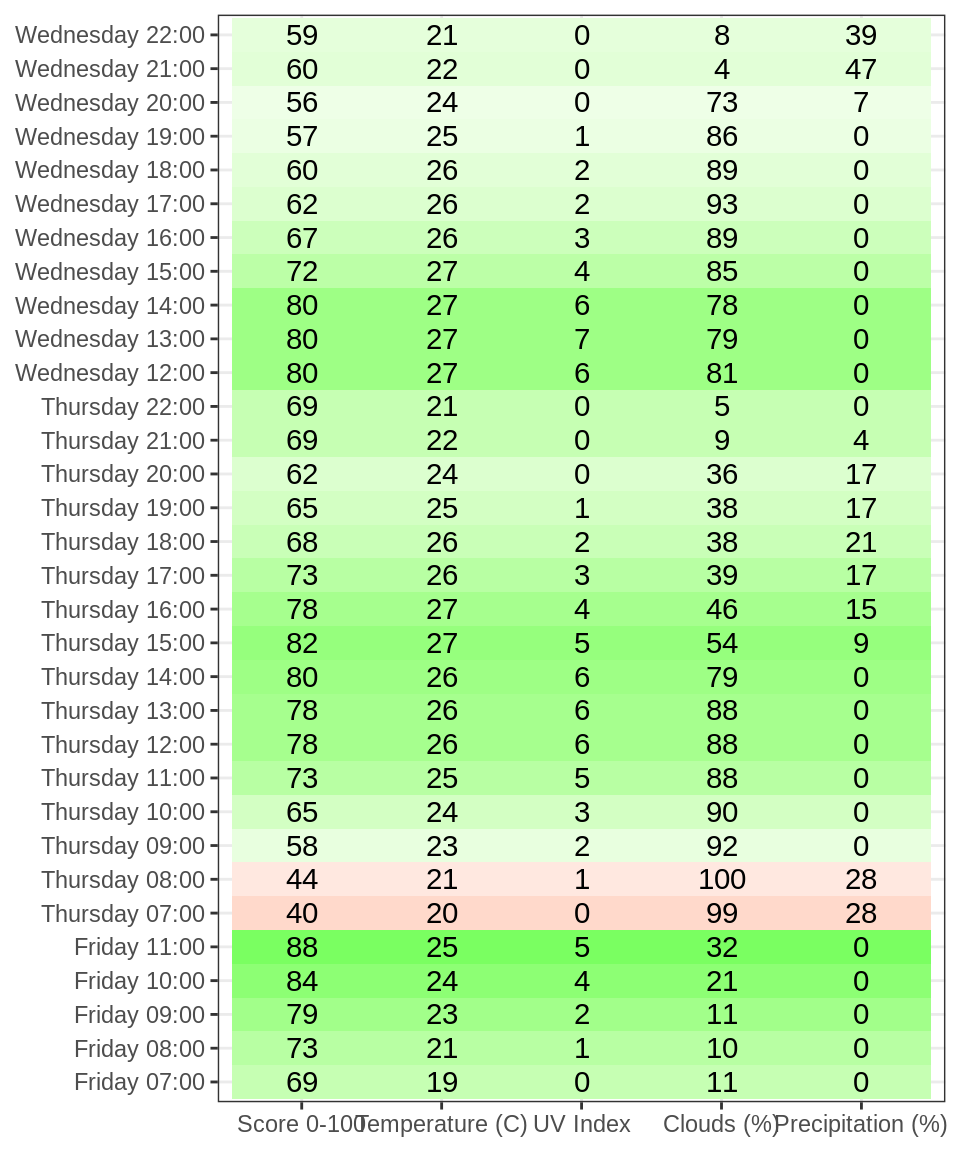 Wednesday 22:00 59 21 0 8 39
Wednesday 21:00 60 22 0 4 47
Wednesday 20:00 56 24 0 73 7
Wednesday 19:00 57 25 1 86 0
Wednesday 18:00 60 26 2 89 0
Wednesday 17:00 62 26 2 93 0
Wednesday 16:00 67 26 3 89 0
Wednesday 15:00 72 27 4 85 0
Wednesday 14:00 80 27 6 78 0
Wednesday 13:00 80 27 7 79 0
Wednesday 12:00 80 27 6 81 0
Thursday 22:00 69 21 0 5 0
Thursday 21:00 69 22 0 9 4
Thursday 20:00 62 24 0 36 17
Thursday 19:00 65 25 1 38 17
Thursday 18:00 68 26 2 38 21
Thursday 17:00 73 26 3 39 17
Thursday 16:00 78 27 4 46 15
Thursday 15:00 82 27 5 54 9
Thursday 14:00 80 26 6 79 0
Thursday 13:00 78 26 6 88 0
Thursday 12:00 78 26 6 88 0
Thursday 11:00 73 25 5 88 0
Thursday 10:00 65 24 3 90 0
Thursday 09:00 58 23 2 92 0
Thursday 08:00 44 21 1 100 28
Thursday 07:00 40 20 0 99 28
Friday 11:00 88 25 5 32 0
Friday 10:00 84 24 4 21 0
Friday 09:00 79 23 2 11 0
Friday 08:00 73 21 1 10 0
Friday 07:00 69 19 0 11 0
Score 0-100 Temperature (C) UV Index Clouds (%) Precipitation (%)